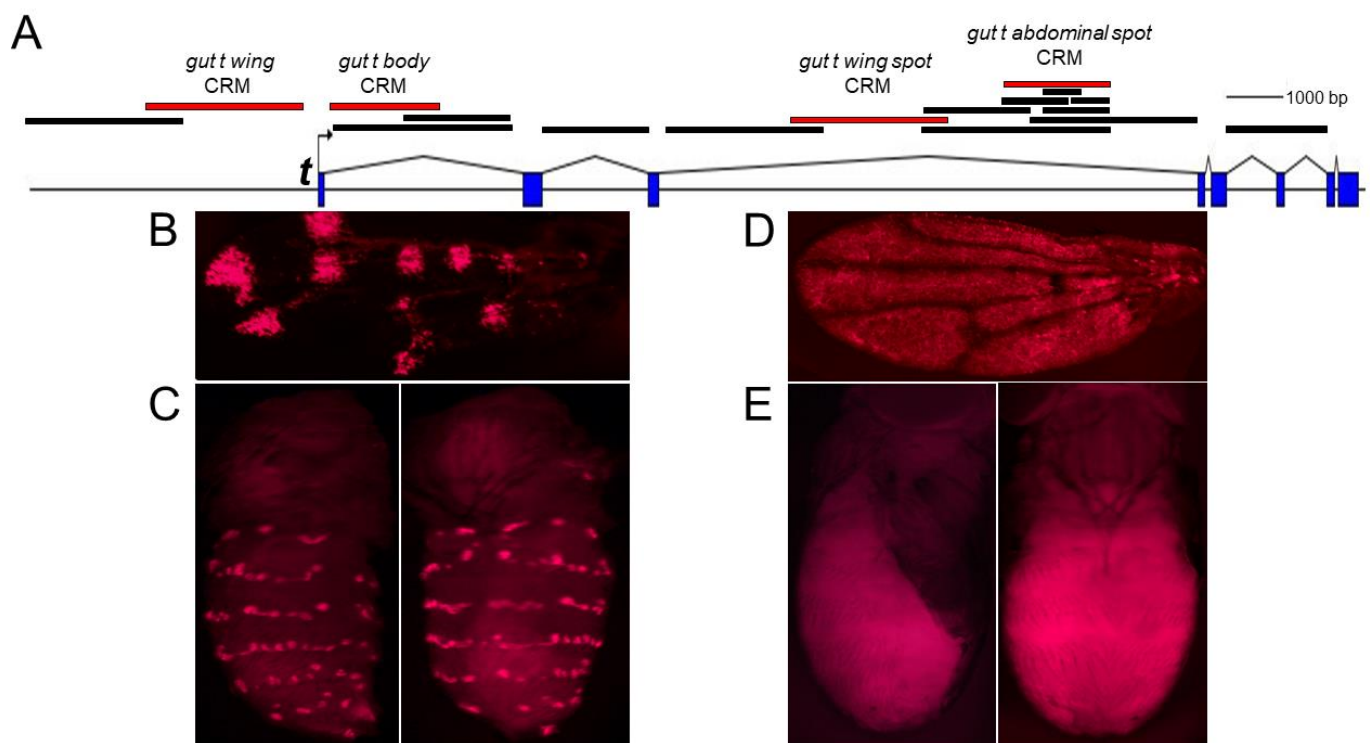 A
gut t wing
CRM
gut t body
CRM
gut t wing spot
CRM
gut t abdominal spot
CRM
1000 bp
t
B
D
C
E